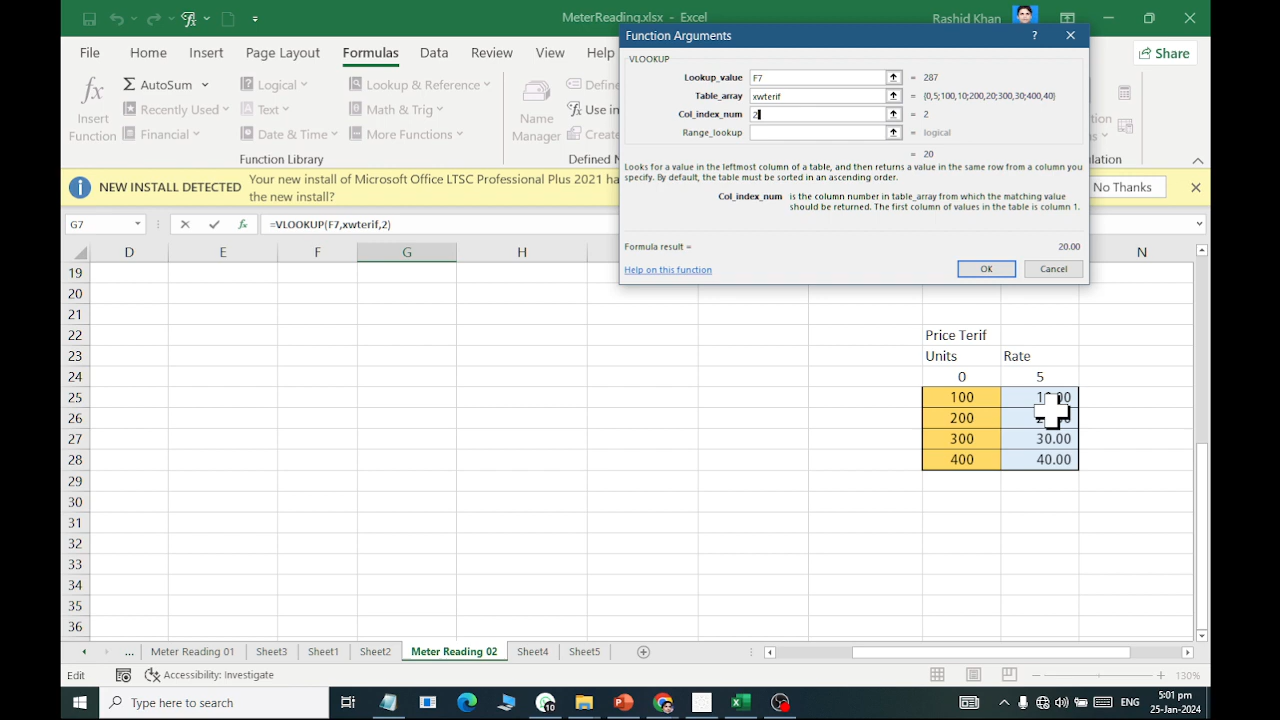 MeterReading.xlsx - Excel
Rashid Khan
File Home Insert Page Layout Formulas Data Review View Help
Share
Insert Function
AutoSum
Recently Used
Financial
Logical
Text
Date & Time
Lookup & Reference
Math & Trig
More Functions
Function Library
Name Manager
Define
Use in
Create
Defined N
ulation
Function Arguments
?
VLOOKUP
Lookup_value F7 = 287
Table_array xwterif = {0,5;100,10;200,20;300,30;400,40}
Col_index_num 2 = 2
Range_lookup = logical
= 20
Looks for a value in the leftmost column of a table, and then returns a value in the same row from a column you
specify. By default, the table must be sorted in an ascending order.
Col_index_num is the column number in table_array from which the matching value
should be returned. The first column of values in the table is column 1.
Formula result = 20.00
Help on this function
OK Cancel
NEW INSTALL DETECTED Your new install of Microsoft Office LTSC Professional Plus 2021 ha
the new install?
No Thanks
G7 fx =VLOOKUP(F7,xwterif,2)
D E F G H N
19
20
21
22 Price Terif
23 Units Rate
24 0 5
25 100
26 200
27 300 30.00
28 400 40.00
29
30
31
32
33
34
35
36
... Meter Reading 01 Sheet3 Sheet1 Sheet2 Meter Reading 02 Sheet4 Sheet5
Edit Accessibility: Investigate 130%
Type here to search
10
ENG
5:01 pm
25-Jan-2024